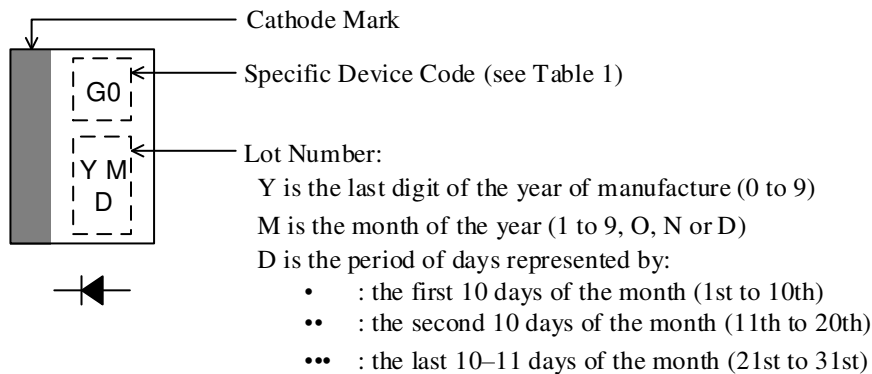 Cathode Mark
Specific Device Code (see Table 1)
G0
Lot Number:
Y M
D
Y is the last digit of the year of manufacture (0 to 9)
M is the month of the year (1 to 9, O, N or D)
D is the period of days represented by:
• : the first 10 days of the month (1st to 10th)
•• : the second 10 days of the month (11th to 20th)
••• : the last 10–11 days of the month (21st to 31st)